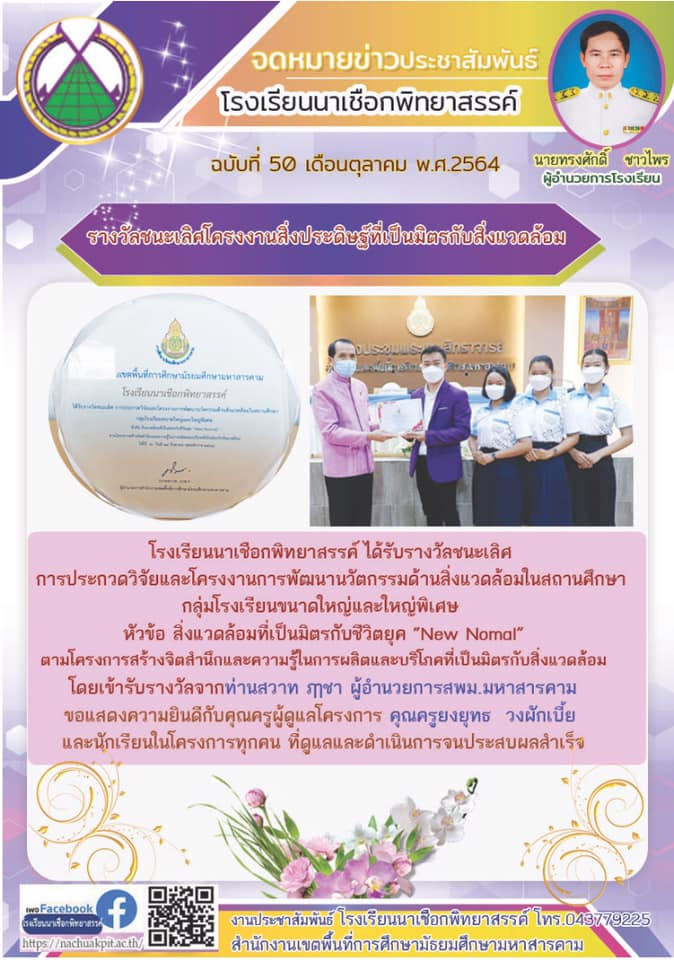 จดหมายข่าวประชาสัมพันธ์
โรงเรียนนาเชือกพิทยาสรรค์
ฉบับที่ 50 เดือนตุลาคม พ.ศ.2564
นายทรงศักดิ์ ชาวไพร
ผู้อำนวยการโรงเรียน
รางวัลชนะเลิศโครงงานสิ่งประดิษฐ์ที่เป็นมิตรกับสิ่งแวดล้อม
เขตพื้นที่การศึกษามัธยมศึกษามหาสารคาม
โรงเรียนนาเชือกพิทยาสรรค์
โรงเรียนนาเชือกพิทยาสรรค์ ได้รับรางวัลชนะเลิศ
การประกวดวิจัยและโครงงานการพัฒนานวัตกรรมด้านสิ่งแวดล้อมในสถานศึกษา
กลุ่มโรงเรียนขนาดใหญ่และใหญ่พิเศษ
หัวข้อ สิ่งแวดล้อมที่เป็นมิตรกับชีวิตยุค “New Nomal”
ตามโครงการสร้างจิตสำนึกและความรู้ในการผลิตและบริโภคที่เป็นมิตรกับสิ่งแวดล้อม
โดยเข้ารับรางวัลจากท่านสวาท ฦๅชา ผู้อำนวยการสพม.มหาสารคาม
ขอแสดงความยินดีกับคุณครูผู้ดูแลโครงการ คุณครูยงยุทธ วงผักเบี้ย
และนักเรียนในโครงการทุกคน ที่ดูแลและดำเนินการจนประสบผลสำเร็จ
เพจ Facebook
โรงเรียนนาเชือกพิทยาสรรค์
https://nachuakpit.ac.th/
งานประชาสัมพันธ์ โรงเรียนนาเชือกพิทยาสรรค์ โทร.043779225
สำนักงานเขตพื้นที่การศึกษามัธยมศึกษามหาสารคาม